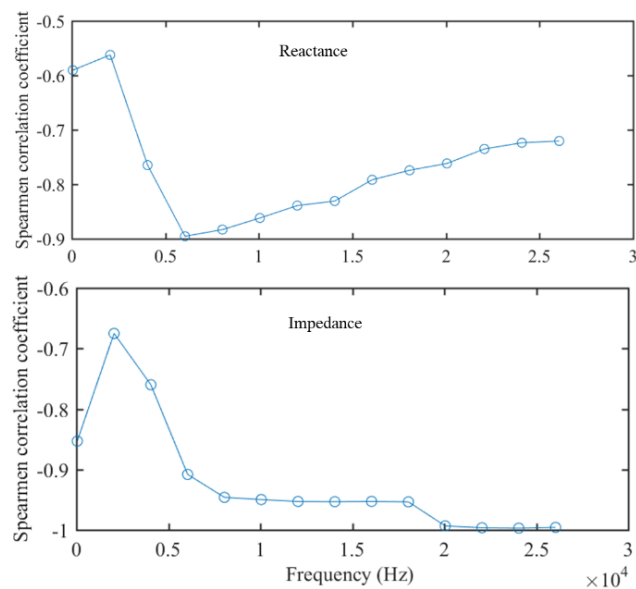 -0.5
Reactance
-0.6
-0.7
-0.8
-0.9
Spearmen correlation coefficient
0 0.5 1 1.5 2 2.5 3
-0.6
Impedance
-0.7
-0.8
-0.9
-1
Spearmen correlation coefficient
0 0.5 1 1.5 2 2.5 3
Frequency (Hz)
×10⁴